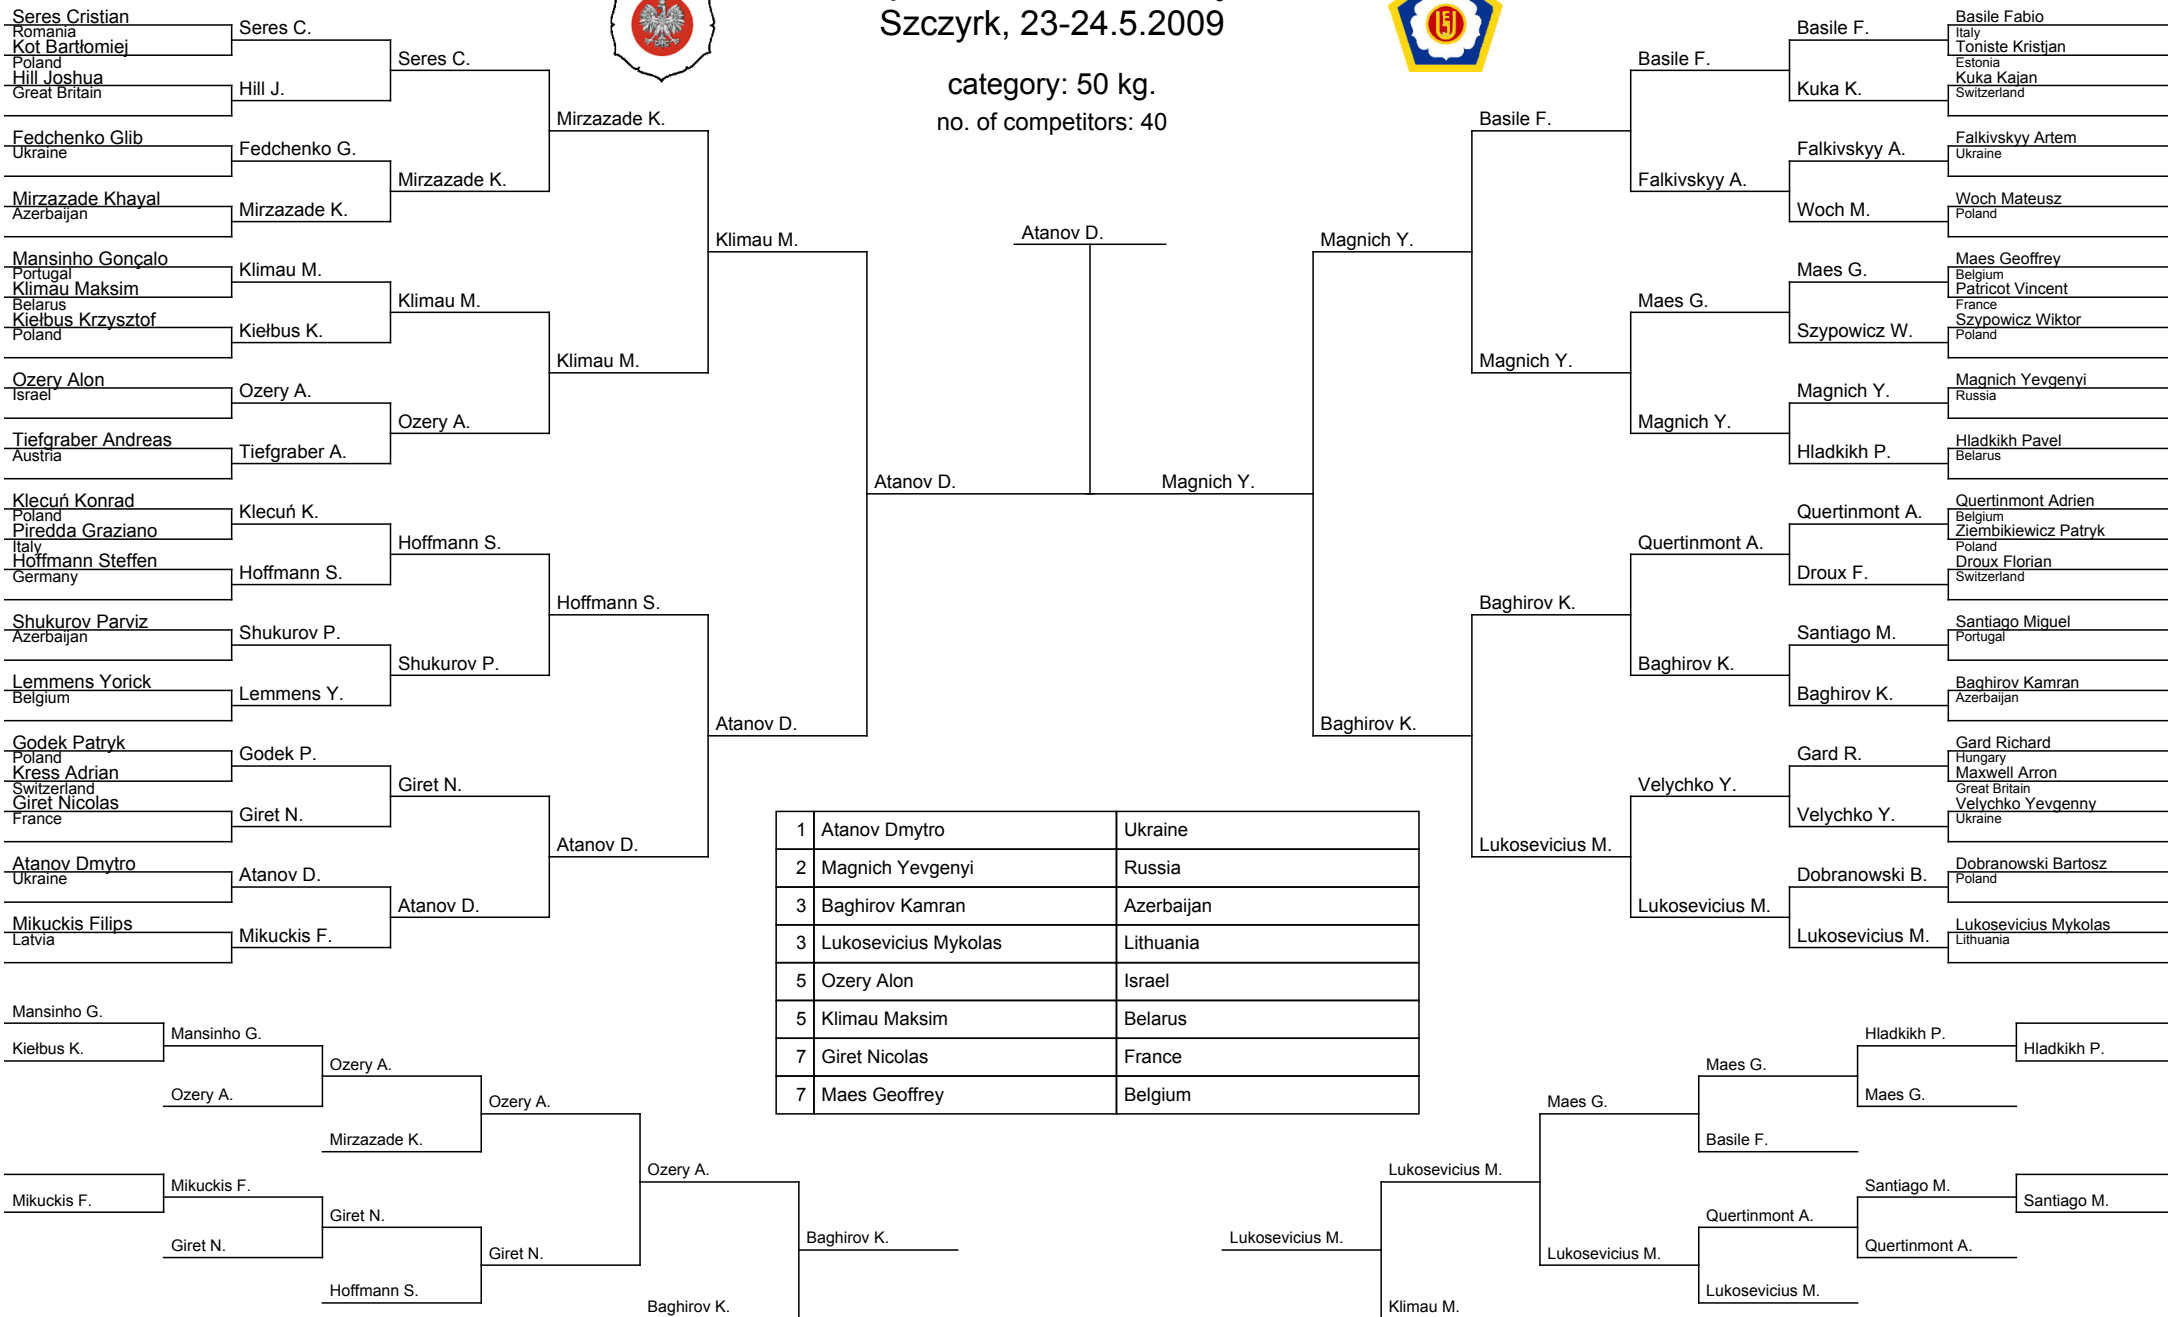 Szczyrk, 23-24.5.2009
category: 50 kg.
no. of competitors: 40
Seres Cristian
Romania
Kot Bartłomiej
Poland
Hill Joshua
Great Britain
Fedchenko Glib
Ukraine
Mirzazade Khayal
Azerbaijan
Mansinho Gonçalo
Portugal
Klimau Maksim
Belarus
Kiełbus Krzysztof
Poland
Ozery Alon
Israel
Tiefgraber Andreas
Austria
Klecuń Konrad
Poland
Piredda Graziano
Italy
Hoffmann Steffen
Germany
Shukurov Parviz
Azerbaijan
Lemmens Yorick
Belgium
Godek Patryk
Poland
Kress Adrian
Switzerland
Giret Nicolas
France
Atanov Dmytro
Ukraine
Mikuckis Filips
Latvia
Seres C.
Hill J.
Fedchenko G.
Mirzazade K.
Klimau M.
Kiełbus K.
Ozery A.
Tiefgraber A.
Klecuń K.
Hoffmann S.
Shukurov P.
Lemmens Y.
Godek P.
Giret N.
Atanov D.
Mikuckis F.
Seres C.
Mirzazade K.
Klimau M.
Ozery A.
Hoffmann S.
Shukurov P.
Giret N.
Atanov D.
Mirzazade K.
Klimau M.
Hoffmann S.
Atanov D.
Klimau M.
Atanov D.
Atanov D.
Atanov D.
Magnich Y.
Magnich Y.
Baghirov K.
Basile F.
Magnich Y.
Baghirov K.
Lukosevicius M.
Basile F.
Falkivskyy A.
Maes G.
Magnich Y.
Quertinmont A.
Baghirov K.
Velychko Y.
Lukosevicius M.
Basile F.
Kuka K.
Falkivskyy A.
Woch M.
Maes G.
Szypowicz W.
Magnich Y.
Hladkikh P.
Quertinmont A.
Droux F.
Santiago M.
Baghirov K.
Gard R.
Velychko Y.
Dobranowski B.
Lukosevicius M.
Basile Fabio
Italy
Toniste Kristjan
Estonia
Kuka Kajan
Switzerland
Falkivskyy Artem
Ukraine
Woch Mateusz
Poland
Maes Geoffrey
Belgium
Patricot Vincent
France
Szypowicz Wiktor
Poland
Magnich Yevgenyi
Russia
Hladkikh Pavel
Belarus
Quertinmont Adrien
Belgium
Ziembikiewicz Patryk
Poland
Droux Florian
Switzerland
Santiago Miguel
Portugal
Baghirov Kamran
Azerbaijan
Gard Richard
Hungary
Maxwell Arron
Great Britain
Velychko Yevgenny
Ukraine
Dobranowski Bartosz
Poland
Lukosevicius Mykolas
Lithuania
1 Atanov Dmytro Ukraine
2 Magnich Yevgenyi Russia
3 Baghirov Kamran Azerbaijan
3 Lukosevicius Mykolas Lithuania
5 Ozery Alon Israel
5 Klimau Maksim Belarus
7 Giret Nicolas France
7 Maes Geoffrey Belgium
Mansinho G.
Kiełbus K.
Mikuckis F.
Mansinho G.
Ozery A.
Mikuckis F.
Giret N.
Ozery A.
Mirzazade K.
Giret N.
Hoffmann S.
Ozery A.
Giret N.
Ozery A.
Baghirov K.
Baghirov K.
Lukosevicius M.
Lukosevicius M.
Klimau M.
Maes G.
Lukosevicius M.
Maes G.
Basile F.
Quertinmont A.
Lukosevicius M.
Hladkikh P.
Maes G.
Santiago M.
Quertinmont A.
Hladkikh P.
Santiago M.